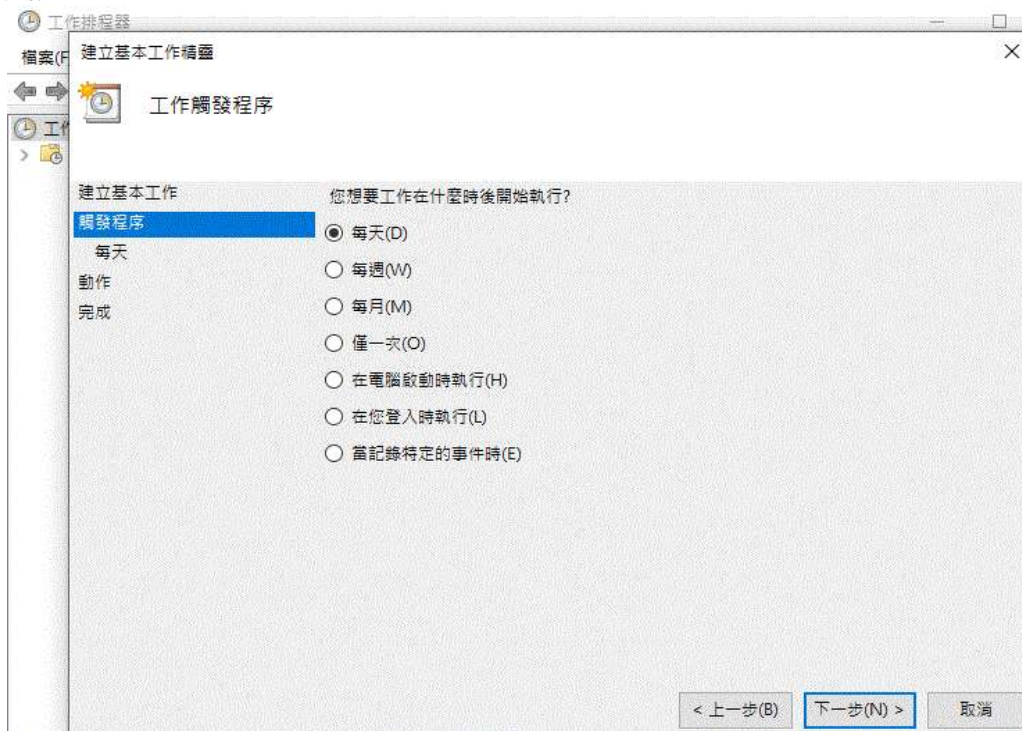 工作排程器
檔案(F
建立基本工作精靈
工作觸發程序
工作
建立基本工作
觸發程序
每天
動作
完成
您想要工作在什麼時後開始執行?
每天(D)
每週(W)
每月(M)
僅一次(O)
在電腦啟動時執行(H)
在您登入時執行(L)
當記錄特定的事件時(E)
< 上一步(B)
下一步(N) >
取消